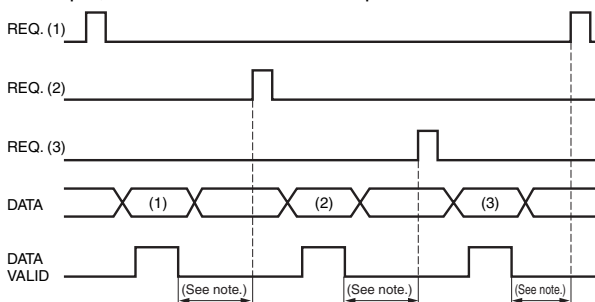 REQ. (1)
REQ. (2)
REQ. (3)
DATA (1) (2) (3)
DATA
VALID
(See note.) (See note.) (See note.)